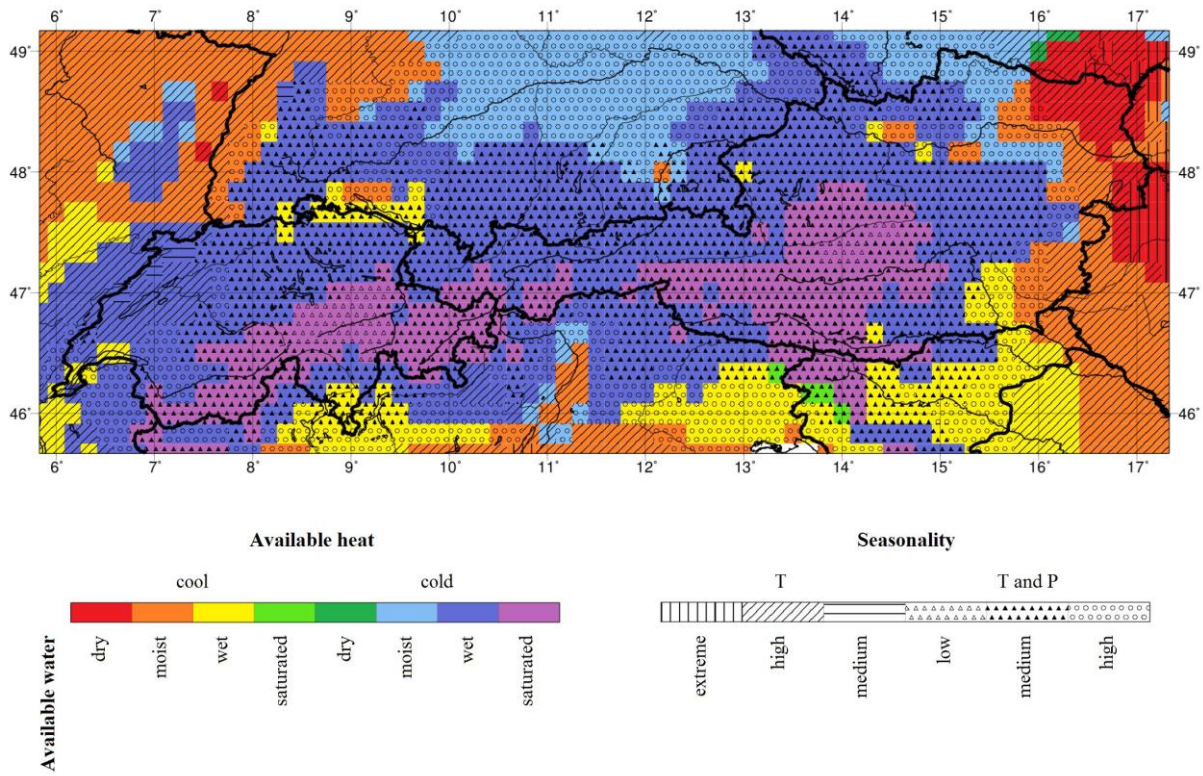 6° 7° 8° 9° 10° 11° 12° 13° 14° 15° 16° 17°
49° 49°
48° 48°
47° 47°
46° 46°
6° 7° 8° 9° 10° 11° 12° 13° 14° 15° 16° 17°
Available heat
cool cold
Available water
dry moist wet saturated dry moist wet saturated
Seasonality
T T and P
extreme high medium low medium high